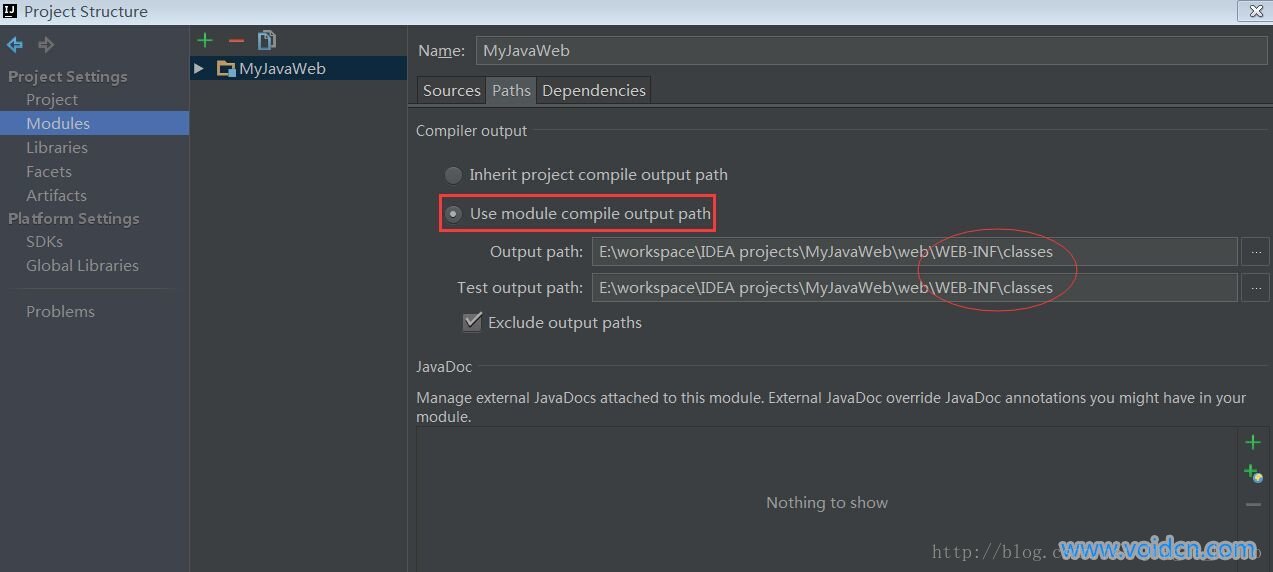 Project Structure
Project Settings
Project
Modules
Libraries
Facets
Artifacts
Platform Settings
SDKs
Global Libraries
Problems
MyJavaWeb
Name: MyJavaWeb
Sources Paths Dependencies
Compiler output
Inherit project compile output path
Use module compile output path
Output path: E:\workspace\IDEA projects\MyJavaWeb\web\WEB-INF\classes ...
Test output path: E:\workspace\IDEA projects\MyJavaWeb\web\WEB-INF\classes ...
Exclude output paths
JavaDoc
Manage external JavaDocs attached to this module. External JavaDoc override JavaDoc annotations you might have in your
module.
Nothing to show
http://blog.c
www.voidcn.com